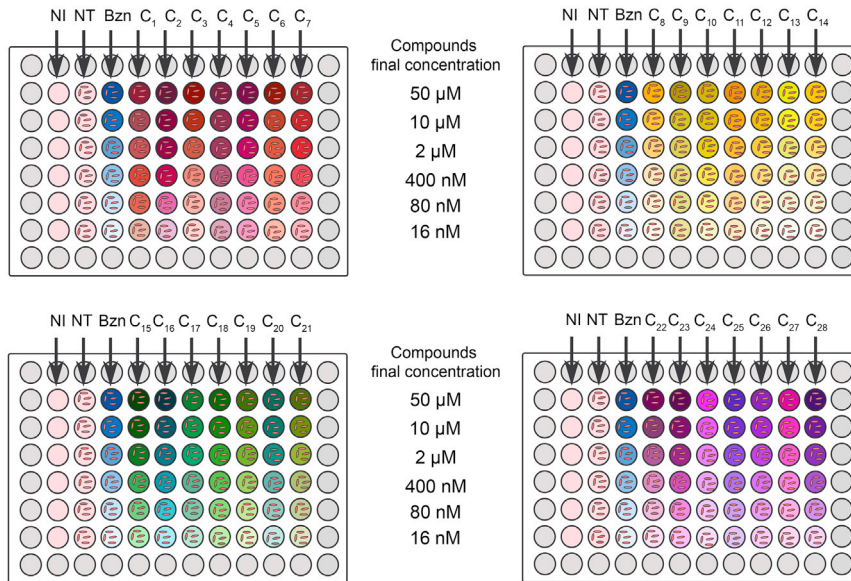 NI NT Bzn C₁ C₂ C₃ C₄ C₅ C₆ C₇
Compounds
final concentration
50 µM
10 µM
2 µM
400 nM
80 nM
16 nM
NI NT Bzn C₈ C₉ C₁₀ C₁₁ C₁₂ C₁₃ C₁₄
NI NT Bzn C₁₅ C₁₆ C₁₇ C₁₈ C₁₉ C₂₀ C₂₁
Compounds
final concentration
50 µM
10 µM
2 µM
400 nM
80 nM
16 nM
NI NT Bzn C₂₂ C₂₃ C₂₄ C₂₅ C₂₆ C₂₇ C₂₈